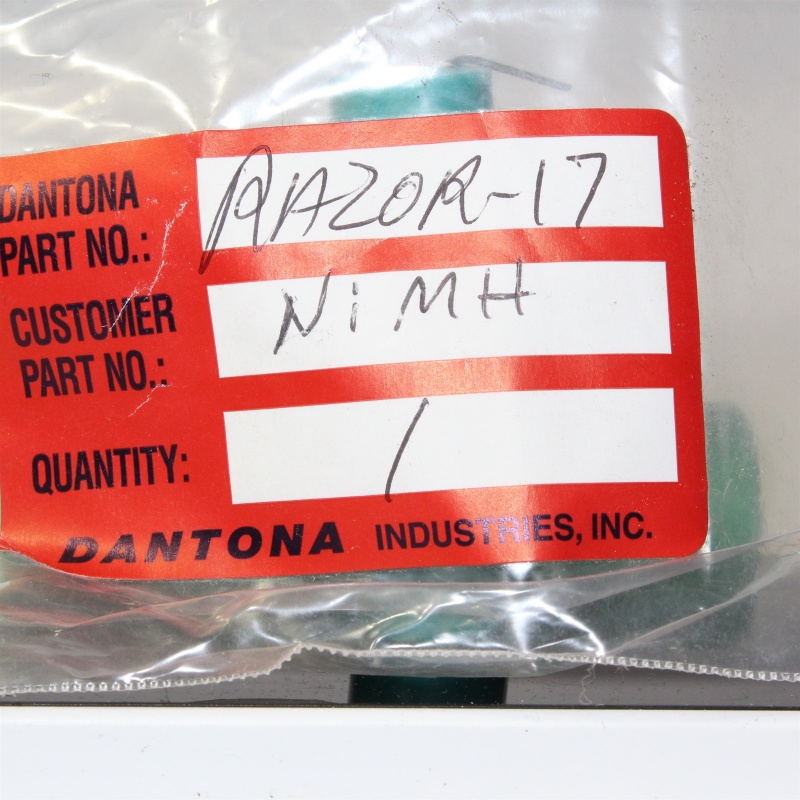 DANTONA
PART NO.:
RAZOR-17
CUSTOMER
PART NO.:
NiMH
QUANTITY:
1
DANTONA INDUSTRIES, INC.